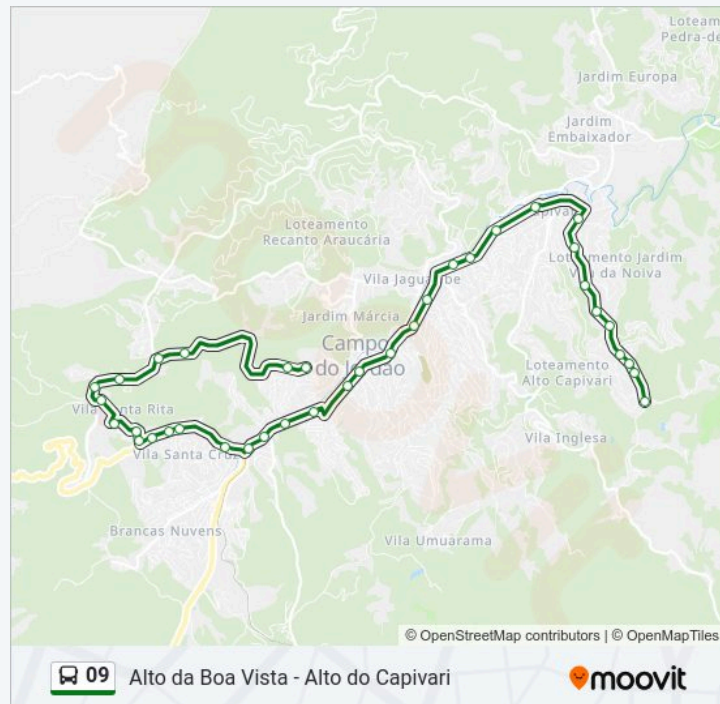 Loteam
Pedra-de
Jardim Europa
Jardim
Embaixador
Loteamento
Recanto Araucária
Loteamento Jardim
Vila Jaguaribe
Jardim Márcia
Campo
Loteamento
Alto Capivari
Vila Inglesa
Vila Santa Cruz
Brancas Nuvens
Vila Umuarama
© OpenStreetMap contributors | © OpenMapTiles
09 Alto da Boa Vista - Alto do Capivari
moovit